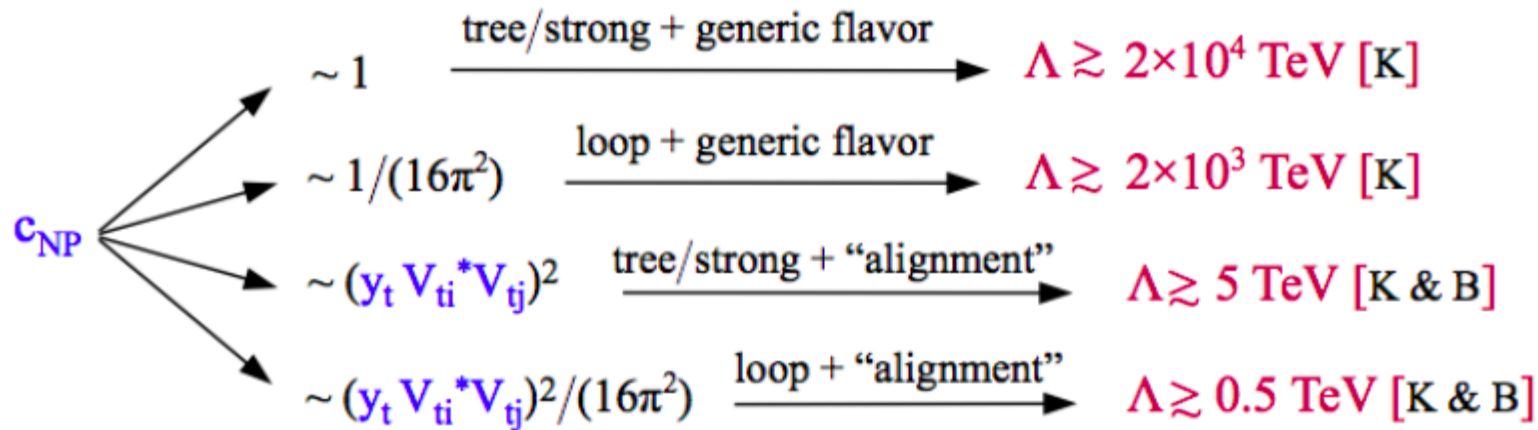 tree/strong + generic flavor
~ 1 Λ ≳ 2×10⁴ TeV [K]
loop + generic flavor
~ 1/(16π²) Λ ≳ 2×10³ TeV [K]
c_NP
tree/strong + “alignment”
~ (y_t V_ti* V_tj)² Λ ≳ 5 TeV [K & B]
loop + “alignment”
~ (y_t V_ti* V_tj)²/(16π²) Λ ≳ 0.5 TeV [K & B]